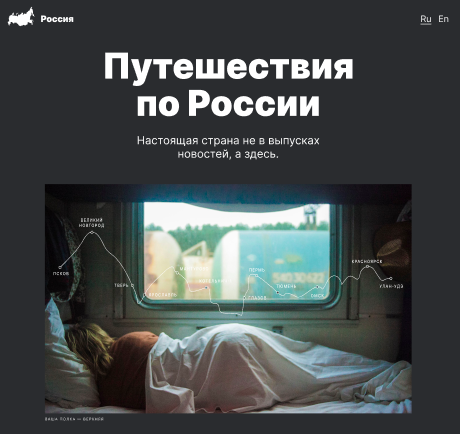 Россия
Ru En
Путешествия
по России
Настоящая страна не в выпусках
новостей, а здесь.
ВЕЛИКИЙ
НОВГОРОД
ПСКОВ
ТВЕРЬ
ЯРОСЛАВЛЬ
ПЕРМЬ
ГЛАЗОВ
ТЮМЕНЬ
ОМСК
КРАСНОЯРСК
УЛАН-УДЭ
54030422
ВАША ПОЛКА — ВЕРХНЯЯ